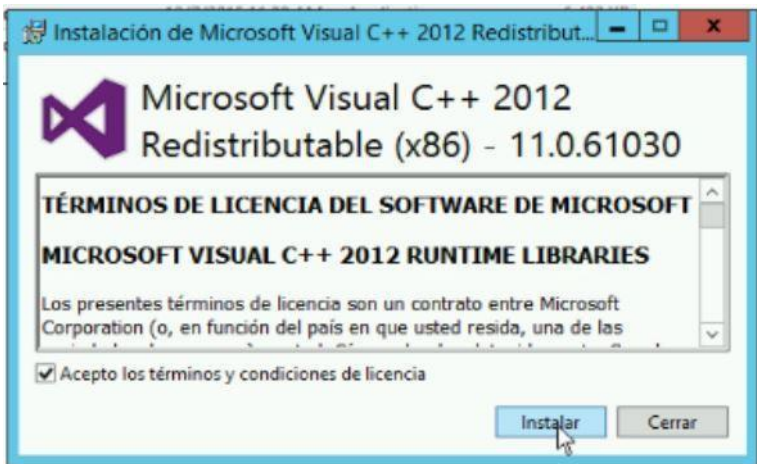 Instalación de Microsoft Visual C++ 2012 Redistribut...
Microsoft Visual C++ 2012
Redistributable (x86) - 11.0.61030
TÉRMINOS DE LICENCIA DEL SOFTWARE DE MICROSOFT
MICROSOFT VISUAL C++ 2012 RUNTIME LIBRARIES
Los presentes términos de licencia son un contrato entre Microsoft
Corporation (o, en función del país en que usted resida, una de las
Acepto los términos y condiciones de licencia
Instalar
Cerrar